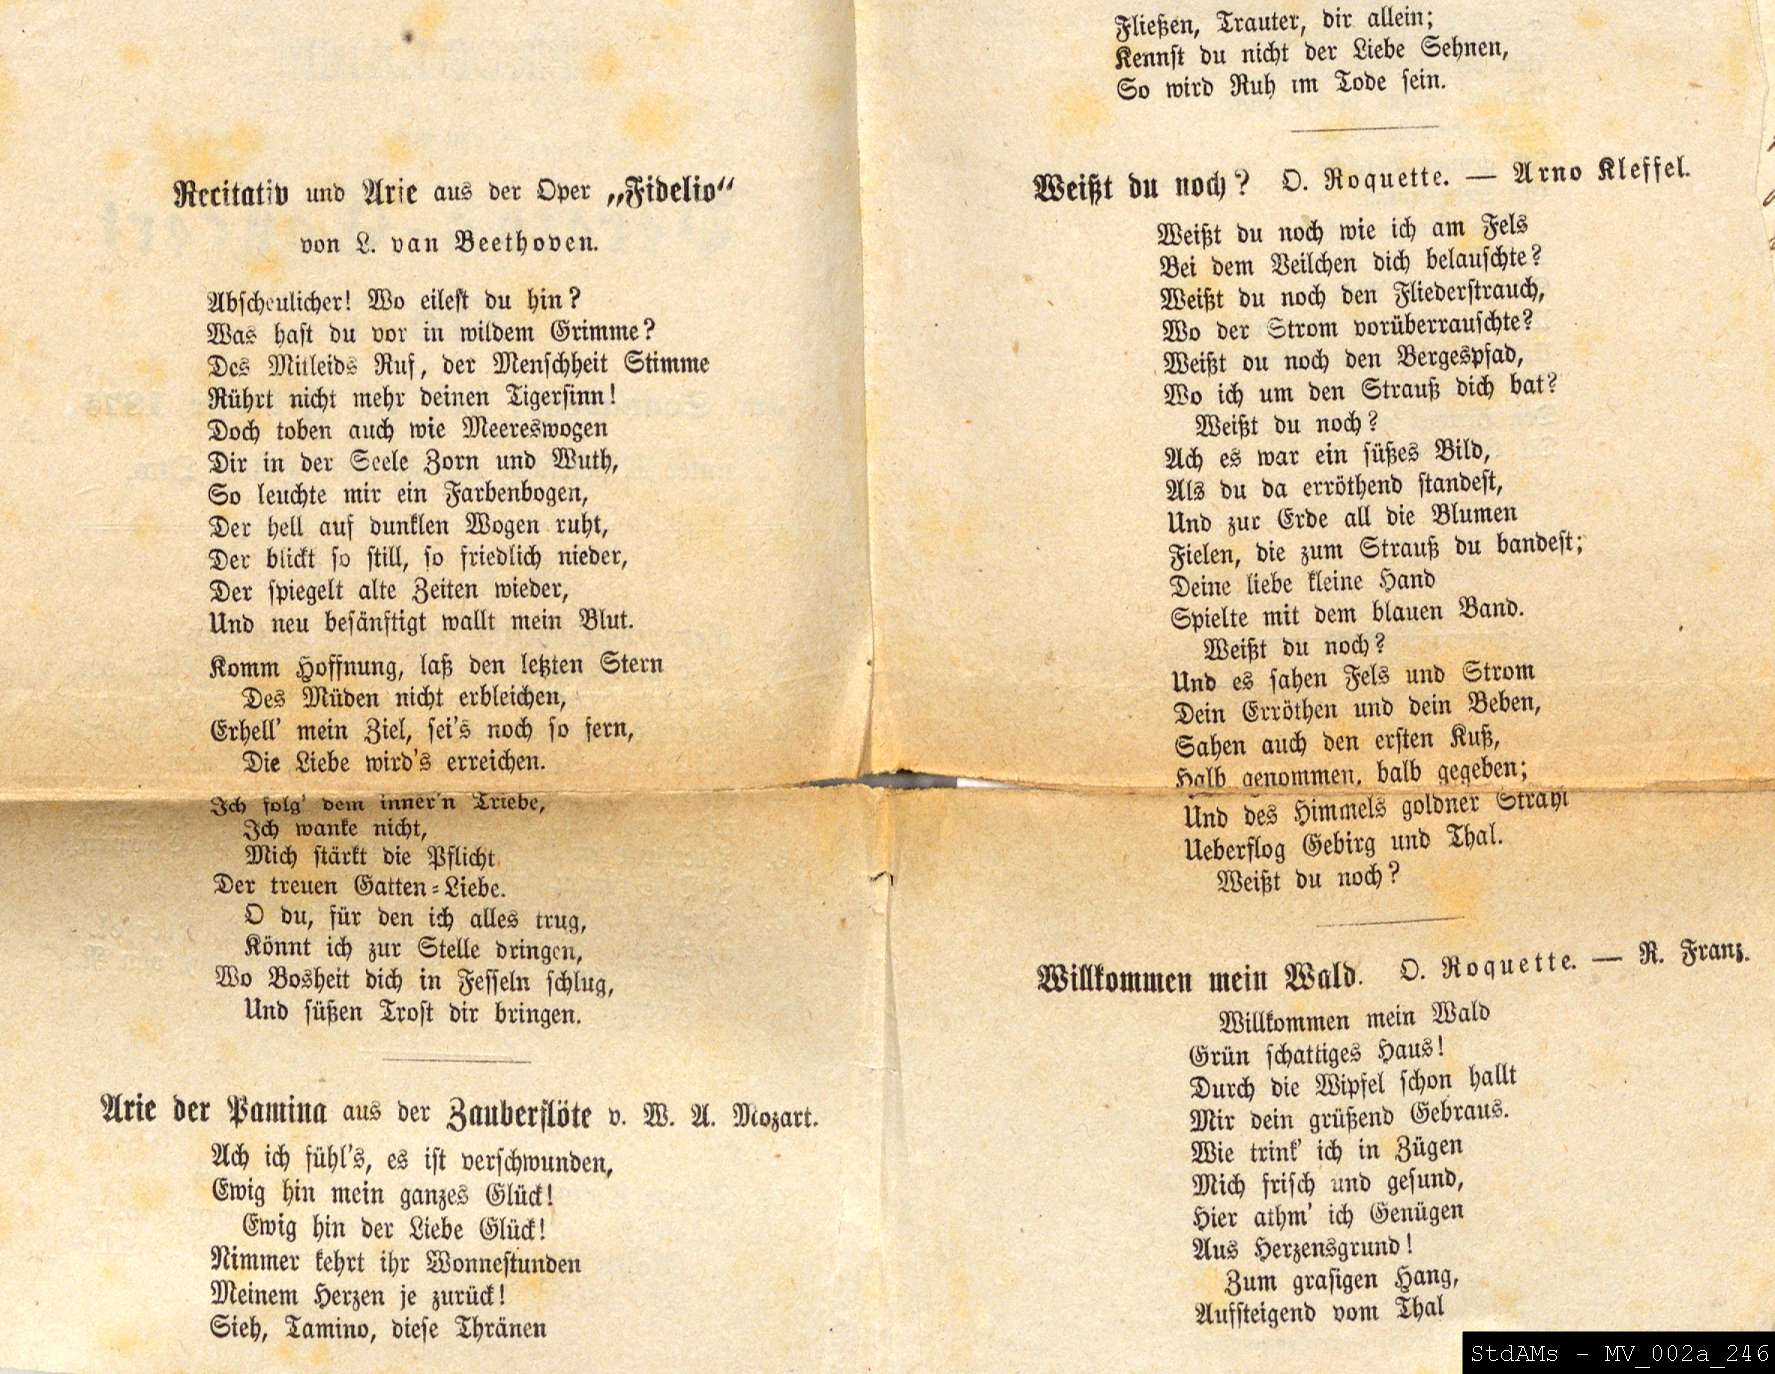 Recitativ und Arie aus der Oper „Fidelio“
von L. van Beethoven.
Abscheulicher! Wo eilest du hin?
Was hast du vor in wildem Grimme?
Des Mitleids Ruf, der Menschheit Stimme
Rührt nicht mehr deinen Tigersinn!
Doch toben auch wie Meereswogen
Dir in der Seele Zorn und Wuth,
So leuchte mir ein Farbenbogen,
Der hell auf dunklen Wogen ruht,
Der blickt so still, so friedlich nieder,
Der spiegelt alte Zeiten wieder,
Und neu besänftigt wallt mein Blut.
Komm Hoffnung, laß den letzten Stern
Des Müden nicht erbleichen,
Erhell' mein Ziel, sei's noch so fern,
Die Liebe wird's erreichen.
Ich folg' dem inner'n Triebe,
Ich wanke nicht,
Mich stärkt die Pflicht
Der treuen Gatten-Liebe.
O du, für den ich alles trug,
Könnt ich zur Stelle dringen,
Wo Bosheit dich in Fesseln schlug,
Und süßen Trost dir bringen.
Arie der Pamina aus der Zauberflöte v. W. A. Mozart.
Ach ich fühl's, es ist verschwunden,
Ewig hin mein ganzes Glück!
Ewig hin der Liebe Glück!
Nimmer kehrt ihr Wonnestunden
Meinem Herzen je zurück!
Sieh, Tamino, diese Thränen
Fließen, Trauter, dir allein;
Kennst du nicht der Liebe Sehnen,
So wird Ruh im Tode sein.
Weißt du noch? O. Roquette. — Arno Kleffel.
Weißt du noch wie ich am Fels
Bei dem Veilchen dich belauschte?
Weißt du noch den Fliederstrauch,
Wo der Strom vorüberrauschte?
Weißt du noch den Bergespfad,
Wo ich um den Strauß dich bat?
Weißt du noch?
Ach es war ein süßes Bild,
Als du da erröthend standest,
Und zur Erde all die Blumen
Fielen, die zum Strauß du bandest;
Deine liebe kleine Hand
Spielte mit dem blauen Band.
Weißt du noch?
Und es sahen Fels und Strom
Dein Erröthen und dein Beben,
Sahen auch den ersten Kuß,
Halb genommen, halb gegeben;
Und des Himmels goldner Strahl
Ueberflog Gebirg und Thal.
Weißt du noch?
Willkommen mein Wald. O. Roquette. — R. Franz.
Willkommen mein Wald
Grün schattiges Haus!
Durch die Wipfel schon hallt
Mir dein grüßend Gebraus.
Wie trink' ich in Zügen
Mich frisch und gesund,
Hier athm' ich Genügen
Aus Herzensgrund!
Zum grasigen Hang,
Aufsteigend vom Thal
StdAMs - MV_002a_246